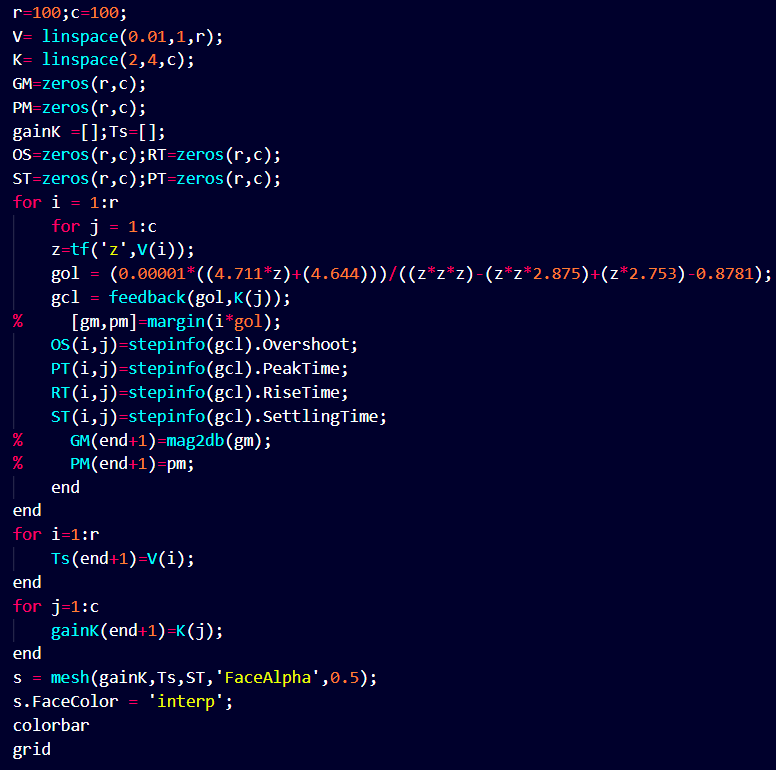 r=100;c=100;
V= linspace(0.01,1,r);
K= linspace(2,4,c);
GM=zeros(r,c);
PM=zeros(r,c);
gainK =[];Ts=[];
OS=zeros(r,c);RT=zeros(r,c);
ST=zeros(r,c);PT=zeros(r,c);
for i = 1:r
    for j = 1:c
    z=tf('z',V(i));
    gol = (0.00001*((4.711*z)+(4.644)))/((z*z*z)-(z*z*2.875)+(z*2.753)-0.8781);
    gcl = feedback(gol,K(j));
%     [gm,pm]=margin(i*gol);
    OS(i,j)=stepinfo(gcl).Overshoot;
    PT(i,j)=stepinfo(gcl).PeakTime;
    RT(i,j)=stepinfo(gcl).RiseTime;
    ST(i,j)=stepinfo(gcl).SettlingTime;
%     GM(end+1)=mag2db(gm);
%     PM(end+1)=pm;
    end
end
for i=1:r
    Ts(end+1)=V(i);
end
for j=1:c
    gainK(end+1)=K(j);
end
s = mesh(gainK,Ts,ST,'FaceAlpha',0.5);
s.FaceColor = 'interp';
colorbar
grid